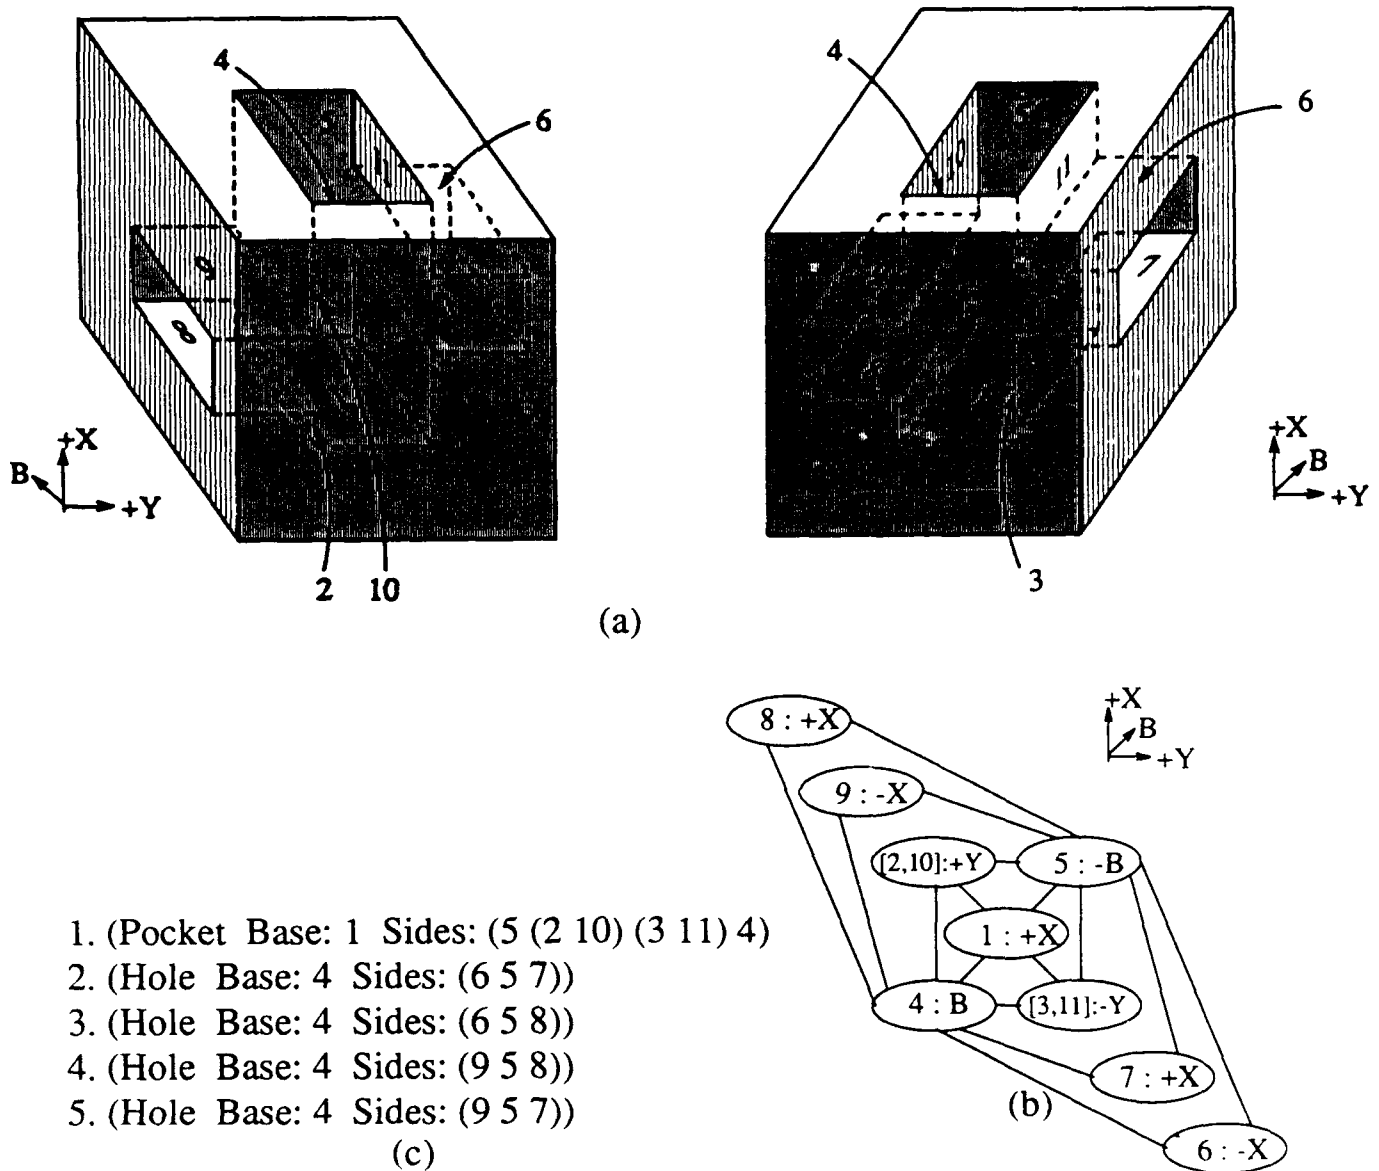 4
6
5
11
9
8
+X
B
+Y
2
10
4
6
5
10
11
7
+X
B
+Y
3
(a)
+X
B
+Y
8 : +X
9 : -X
[2,10]:+Y
5 : -B
1 : +X
4 : B
[3,11]:-Y
7 : +X
6 : -X
(b)
1. (Pocket Base: 1 Sides: (5 (2 10) (3 11) 4)
2. (Hole Base: 4 Sides: (6 5 7))
3. (Hole Base: 4 Sides: (6 5 8))
4. (Hole Base: 4 Sides: (9 5 8))
5. (Hole Base: 4 Sides: (9 5 7))
(c)